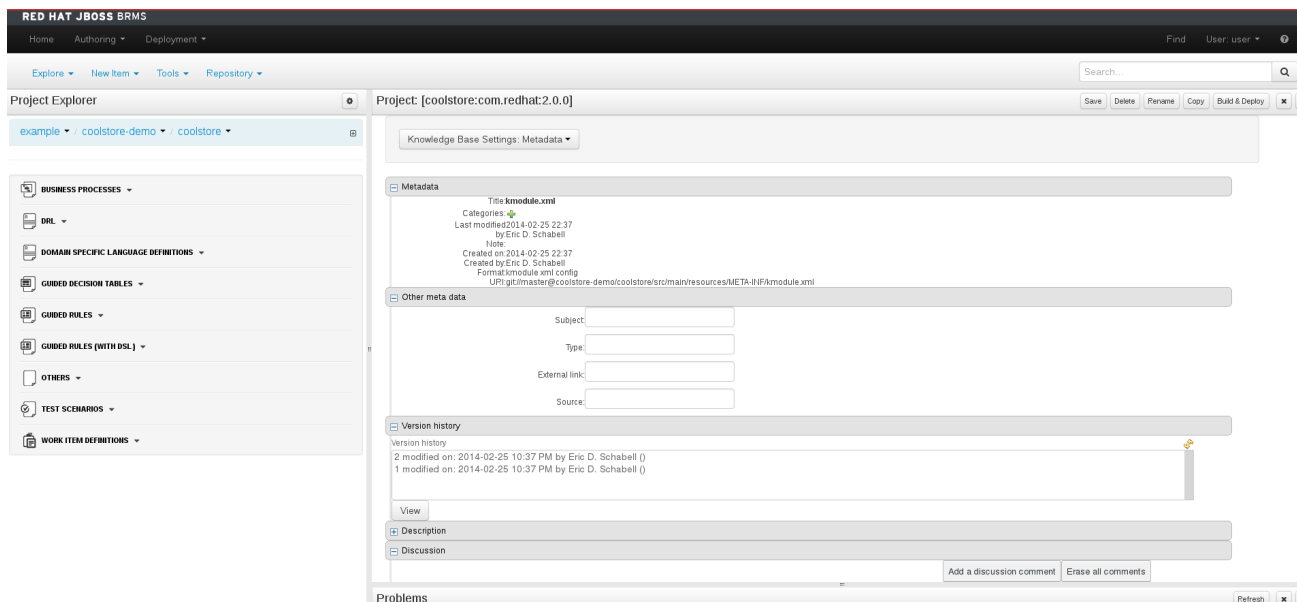 RED HAT JBOSS BRMS
Home Authoring Deployment Find User: user
Explore New Item Tools Repository Search...
Project Explorer
example / coolstore-demo / coolstore
BUSINESS PROCESSES
DRL
DOMAIN SPECIFIC LANGUAGE DEFINITIONS
GUIDED DECISION TABLES
GUIDED RULES
GUIDED RULES (WITH DSL)
OTHERS
TEST SCENARIOS
WORK ITEM DEFINITIONS
Project: [coolstore:com.redhat:2.0.0] Save Delete Rename Copy Build & Deploy
Knowledge Base Settings: Metadata
Metadata
Title:kmodule.xml
Categories:
Last modified2014-02-25 22:37
by:Eric D. Schabell
Note:
Created on:2014-02-25 22:37
Created by:Eric D. Schabell
Format:kmodule xml config
URI:git://master@coolstore-demo/coolstore/src/main/resources/META-INF/kmodule.xml
Other meta data
Subject:
Type:
External link:
Source:
Version history
Version history
2 modified on: 2014-02-25 10:37 PM by Eric D. Schabell ()
1 modified on: 2014-02-25 10:37 PM by Eric D. Schabell ()
View
Description
Discussion
Add a discussion comment Erase all comments
Problems Refresh